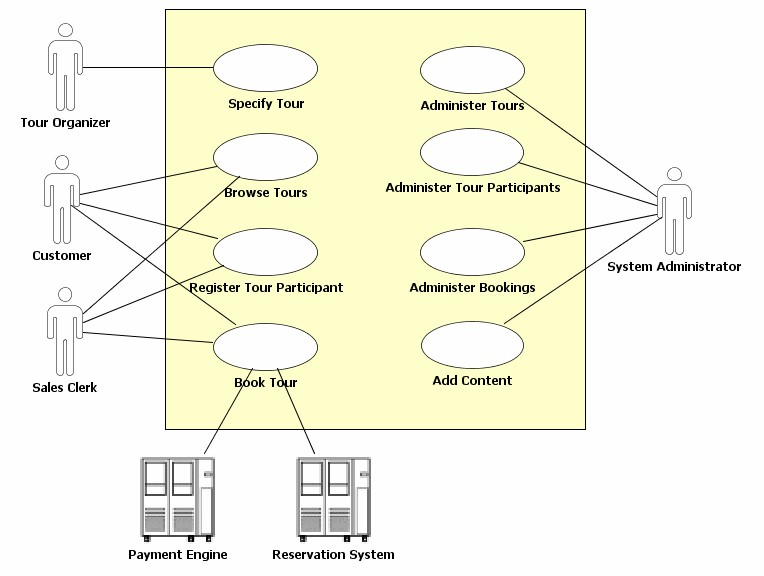 Tour Organizer
Specify Tour
Administer Tours
Customer
Browse Tours
Administer Tour Participants
System Administrator
Sales Clerk
Register Tour Participant
Administer Bookings
Book Tour
Add Content
Payment Engine
Reservation System